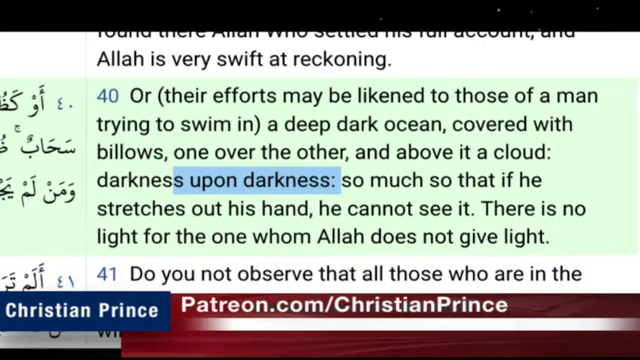 found there Allah Who settled his full account; and
Allah is very swift at reckoning.
40 Or (their efforts may be likened to those of a man
trying to swim in) a deep dark ocean, covered with
billows, one over the other, and above it a cloud:
darkness upon darkness: so much so that if he
stretches out his hand, he cannot see it. There is no
light for the one whom Allah does not give light.
41 Do you not observe that all those who are in the
٤٠ أَوْ
سَحَابٌ ۚ
وَمَن لَّمْ
٤١ أَلَمْ
Christian Prince
Patreon.com/ChristianPrince